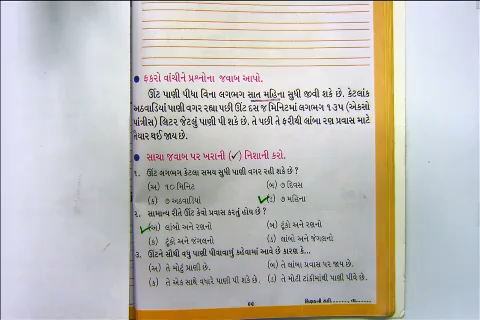 ● ફકરો વાંચીને પ્રશ્નોના જવાબ આપો.
ઊંટ પાણી પીધા વિના લગભગ સાત મહિના સુધી જીવી શકે છે. કેટલાંક
અઠવાડિયાં પાણી વગર રહ્યા પછી ઊંટ દસ જ મિનિટમાં લગભગ ૧૩૫ (એકસો
પાંત્રીસ) લિટર જેટલું પાણી પી શકે છે. તે પછી તે ફરીથી લાંબા રણ પ્રવાસ માટે
તૈયાર થઈ જાય છે.
● સાચા જવાબ પર ખરાની (✓) નિશાની કરો.
૧. ઊંટ લગભગ કેટલા સમય સુધી પાણી વગર રહી શકે છે ?
(અ) ૧૦ મિનિટ (બ) ૭ દિવસ
(ક) ૭ અઠવાડિયાં ✓(ડ) ૭ મહિના
૨. સામાન્ય રીતે ઊંટ કેવો પ્રવાસ કરતું હોય છે ?
✓(અ) લાંબો અને રણનો (બ) ટૂંકો અને રણનો
(ક) ટૂંકો અને જંગલનો (ડ) લાંબો અને જંગલનો
૩. ઊંટને સૌથી વધુ પાણી પીવાવાળું કહેવામાં આવે છે કારણ કે...
(અ) તે મોટું પ્રાણી છે. (બ) તે લાંબા પ્રવાસ પર જાય છે.
(ક) તે એક સાથે વધારે પાણી પી શકે છે. (ડ) તે મોટી ટાંકીમાંથી પાણી પીવે છે.